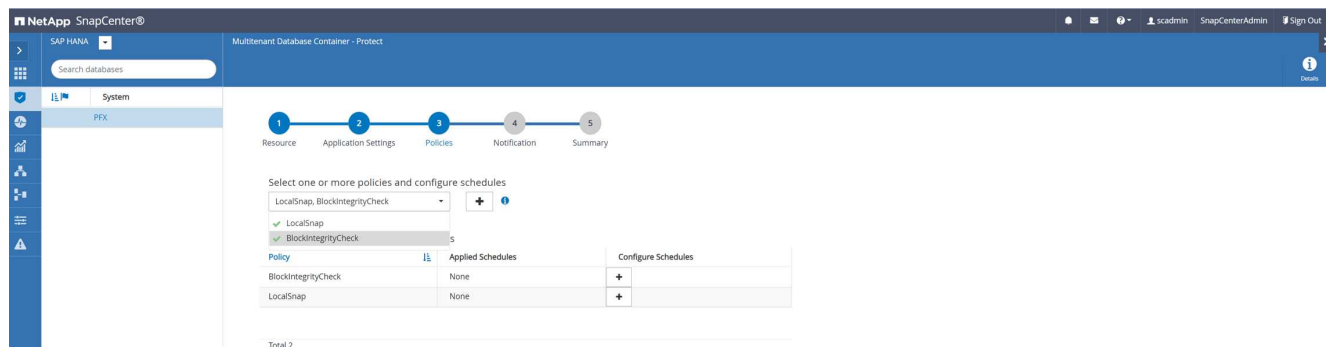 NetApp SnapCenter®
scadmin SnapCenterAdmin Sign Out
SAP HANA
Multitenant Database Container - Protect
Search databases
Details
System
PFX
1 2 3 4 5
Resource Application Settings Policies Notification Summary
Select one or more policies and configure schedules
LocalSnap, BlockIntegrityCheck
LocalSnap
BlockIntegrityCheck
s
Policy Applied Schedules Configure Schedules
BlockIntegrityCheck None
LocalSnap None
Total 2